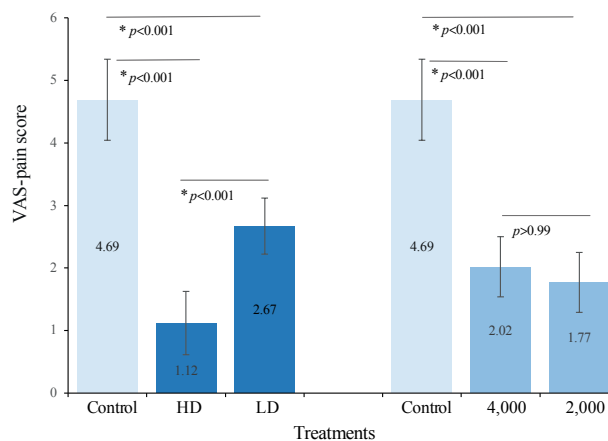 VAS-pain score
6
5
4
3
2
1
0
* p<0.001
* p<0.001
* p<0.001
4.69
1.12
2.67
* p<0.001
* p<0.001
p>0.99
4.69
2.02
1.77
Control HD LD Control 4,000 2,000
Treatments